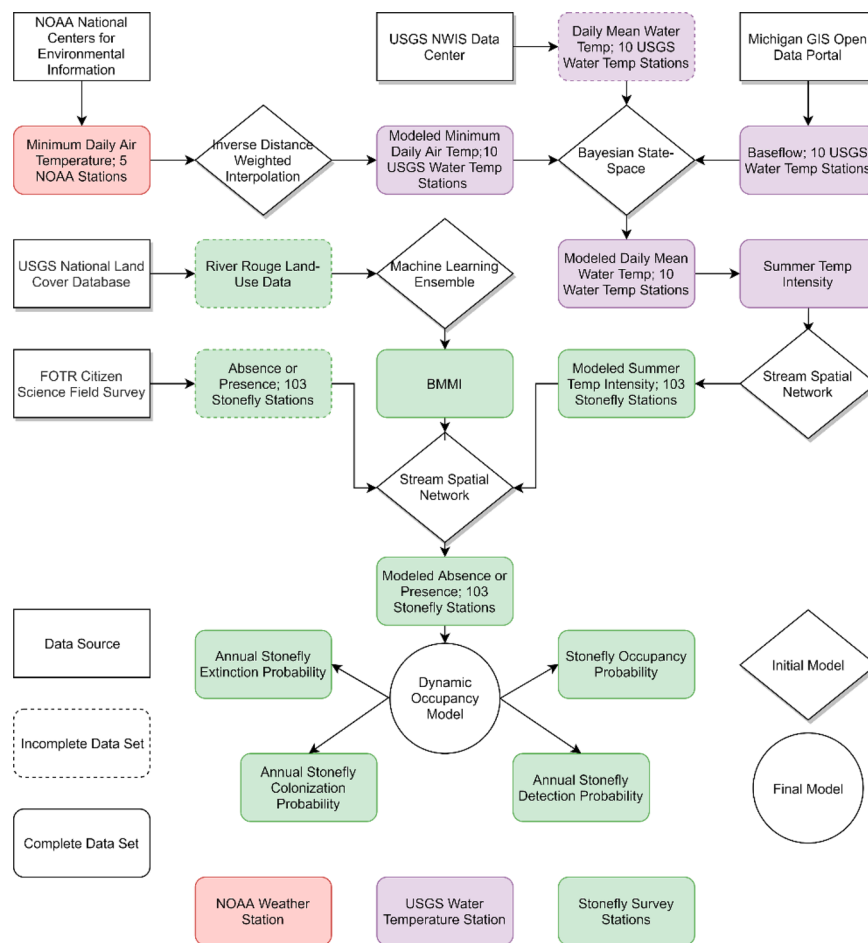 NOAA National
Centers for
Environmental
Information
USGS NWIS Data
Center
Daily Mean Water
Temp; 10 USGS
Water Temp Stations
Michigan GIS Open
Data Portal
Minimum Daily Air
Temperature; 5
NOAA Stations
Inverse Distance
Weighted
Interpolation
Modeled Minimum
Daily Air Temp;10
USGS Water Temp
Stations
Bayesian State-
Space
Baseflow; 10 USGS
Water Temp Stations
USGS National Land
Cover Database
River Rouge Land-
Use Data
Machine Learning
Ensemble
Modeled Daily Mean
Water Temp; 10
Water Temp Stations
Summer Temp
Intensity
FOTR Citizen
Science Field Survey
Absence or
Presence; 103
Stonefly Stations
BMMI
Modeled Summer
Temp Intensity; 103
Stonefly Stations
Stream Spatial
Network
Stream Spatial
Network
Modeled Absence or
Presence; 103
Stonefly Stations
Data Source
Annual Stonefly
Extinction Probability
Dynamic
Occupancy
Model
Stonefly Occupancy
Probability
Initial Model
Incomplete Data Set
Annual Stonefly
Colonization
Probability
Annual Stonefly
Detection Probability
Final Model
Complete Data Set
NOAA Weather
Station
USGS Water
Temperature Station
Stonefly Survey
Stations